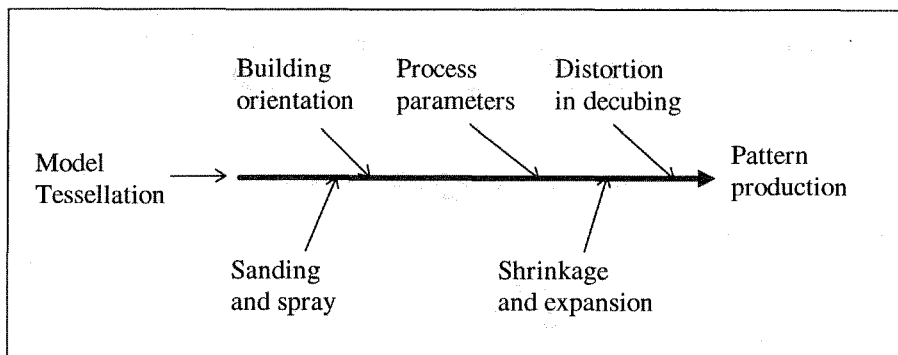 Building
orientation
Process
parameters
Distortion
in decubing
Model
Tessellation
Pattern
production
Sanding
and spray
Shrinkage
and expansion